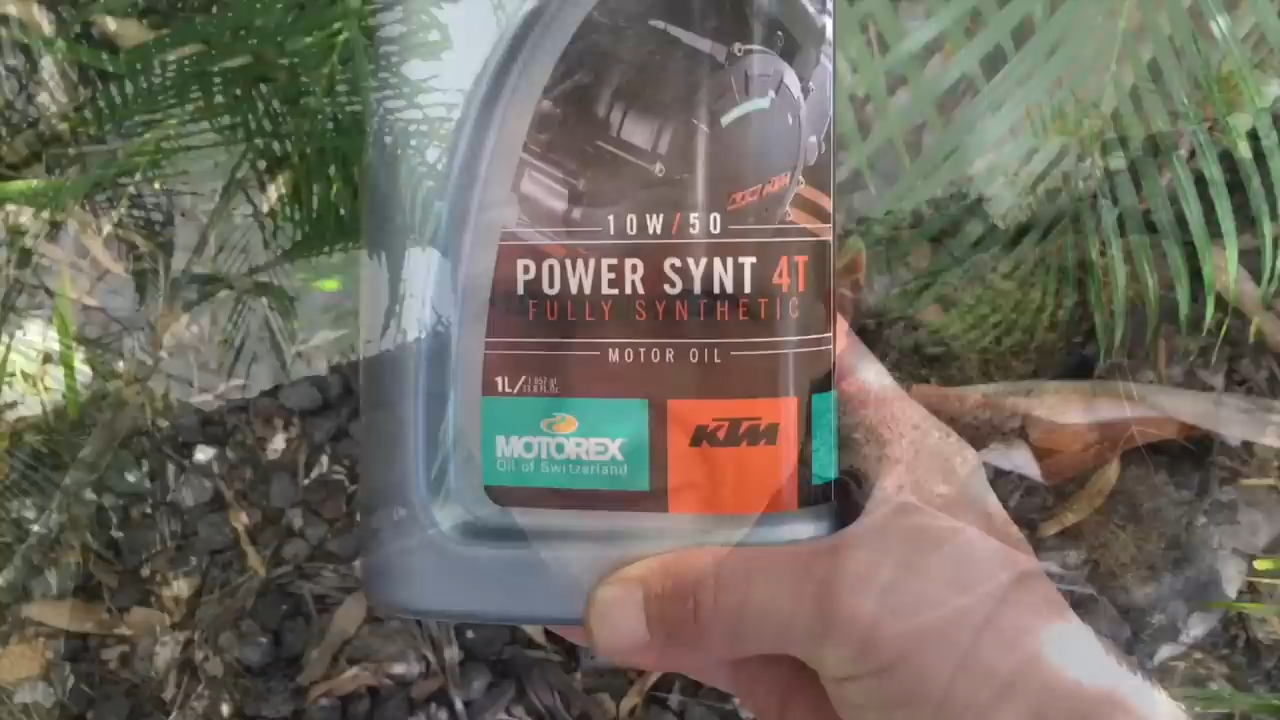 10W/50
POWER SYNT 4T
FULLY SYNTHETIC
MOTOR OIL
1L/
MOTOREX
Oil of Switzerland
KTM